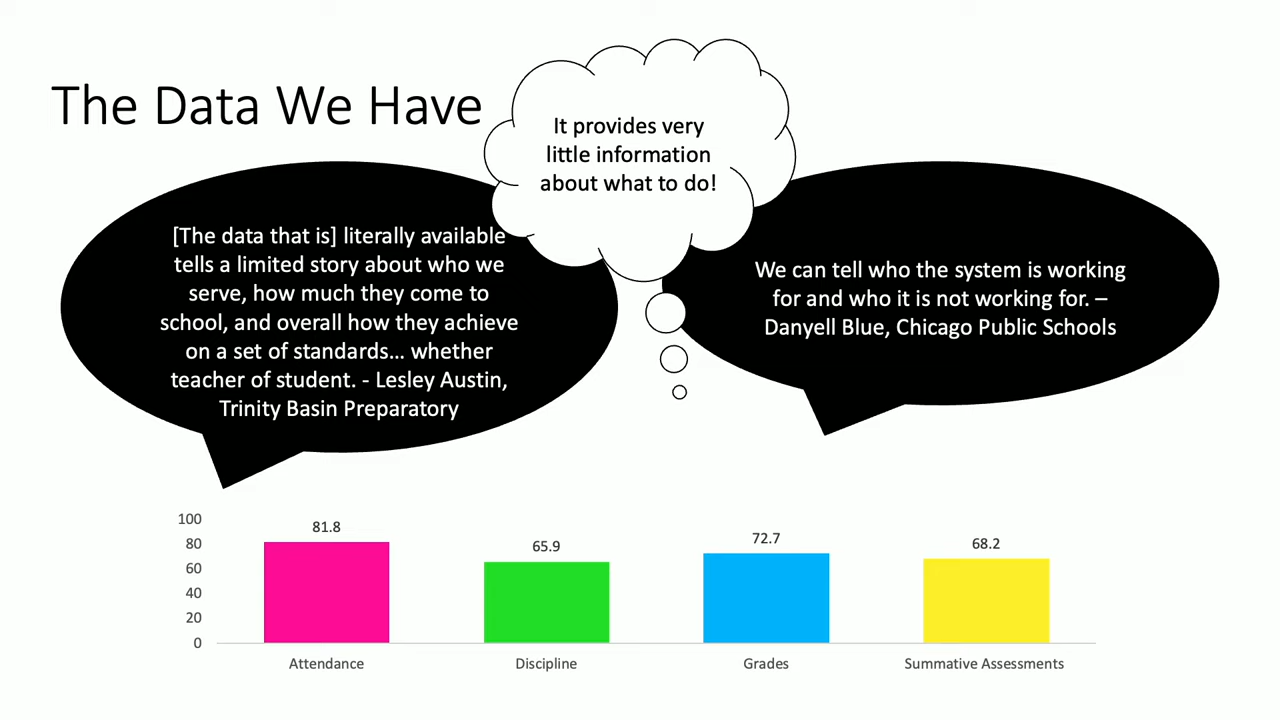 The Data We Have
It provides very
little information
about what to do!
[The data that is] literally available
tells a limited story about who we
serve, how much they come to
school, and overall how they achieve
on a set of standards... whether
teacher of student. - Lesley Austin,
Trinity Basin Preparatory
We can tell who the system is working
for and who it is not working for. –
Danyell Blue, Chicago Public Schools
100
80
60
40
20
0
81.8
65.9
72.7
68.2
Attendance
Discipline
Grades
Summative Assessments